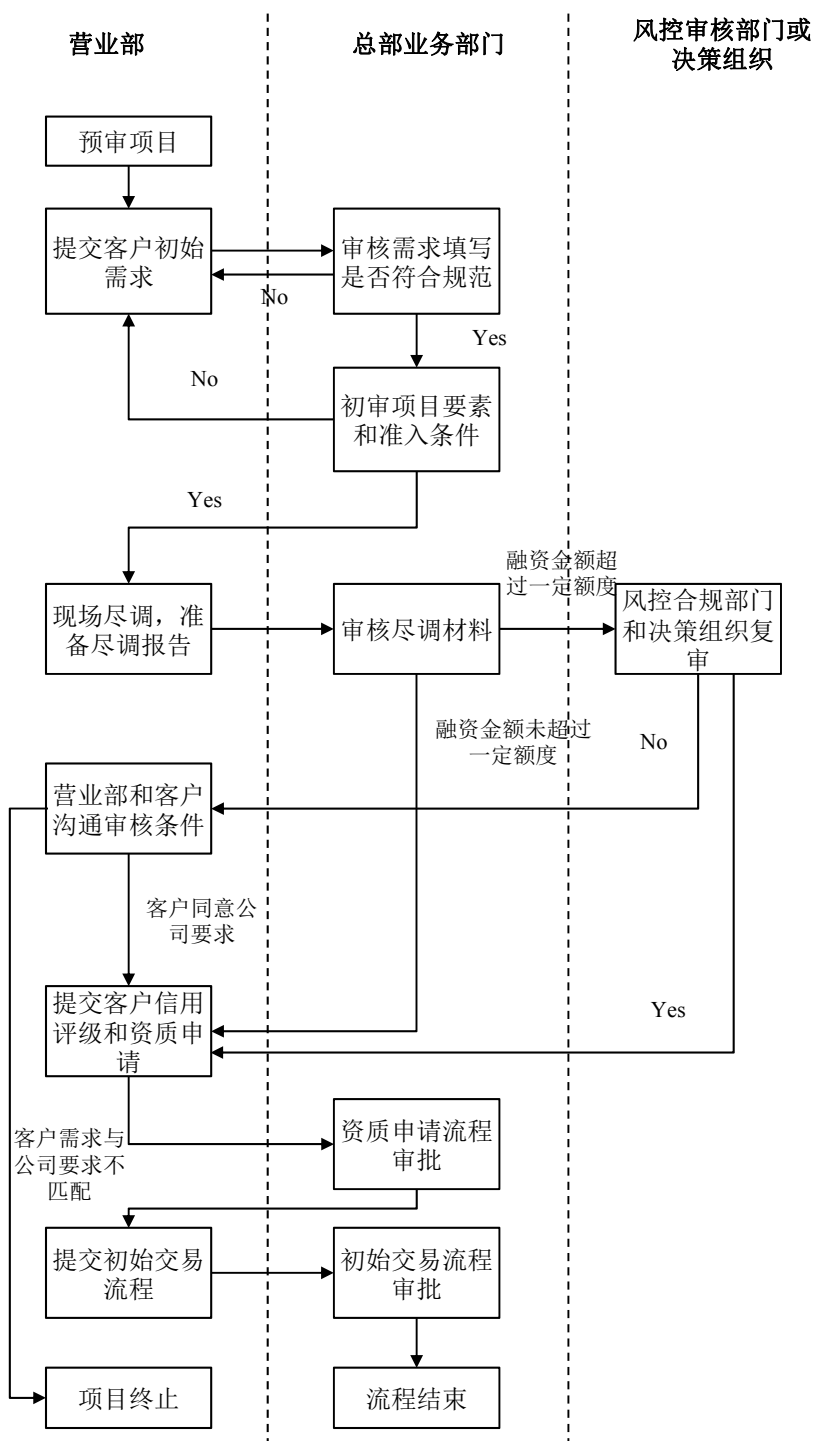 营业部
总部业务部门
风控审核部门或
决策组织
预审项目
提交客户初始
需求
审核需求填写
是否符合规范
No
Yes
No
初审项目要素
和准入条件
Yes
融资金额超
过一定额度
现场尽调，准
备尽调报告
审核尽调材料
风控合规部门
和决策组织复
审
融资金额未超过
一定额度
No
营业部和客户
沟通审核条件
客户同意公
司要求
提交客户信用
评级和资质申
请
Yes
客户需求与
公司要求不
匹配
资质申请流程
审批
提交初始交易
流程
初始交易流程
审批
项目终止
流程结束